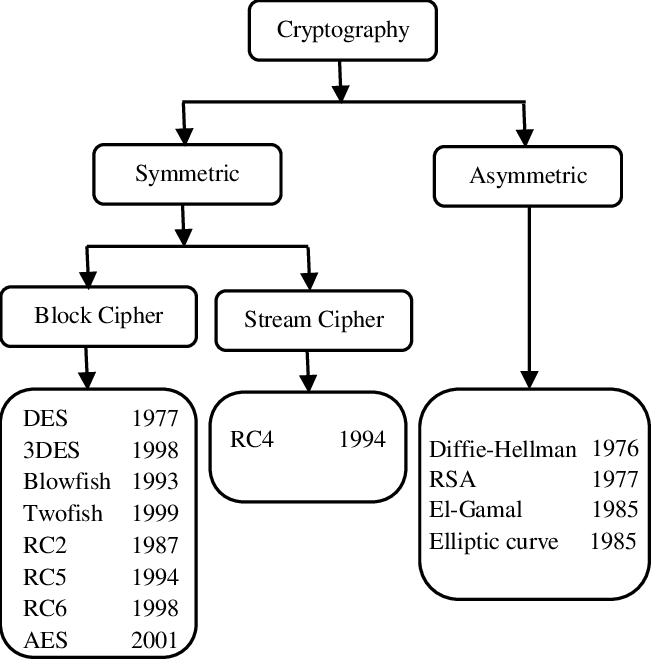 Cryptography
Symmetric
Asymmetric
Block Cipher
Stream Cipher
DES 1977
3DES 1998
Blowfish 1993
Twofish 1999
RC2 1987
RC5 1994
RC6 1998
AES 2001
RC4 1994
Diffie-Hellman 1976
RSA 1977
El-Gamal 1985
Elliptic curve 1985